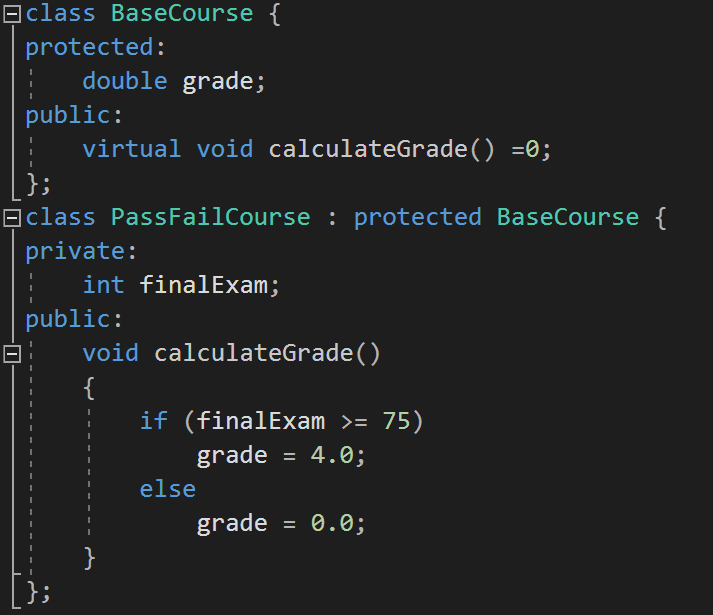 class BaseCourse {
protected:
    double grade;
public:
    virtual void calculateGrade() =0;
};
class PassFailCourse : protected BaseCourse {
private:
    int finalExam;
public:
    void calculateGrade()
    {
        if (finalExam >= 75)
            grade = 4.0;
        else
            grade = 0.0;
    }
};